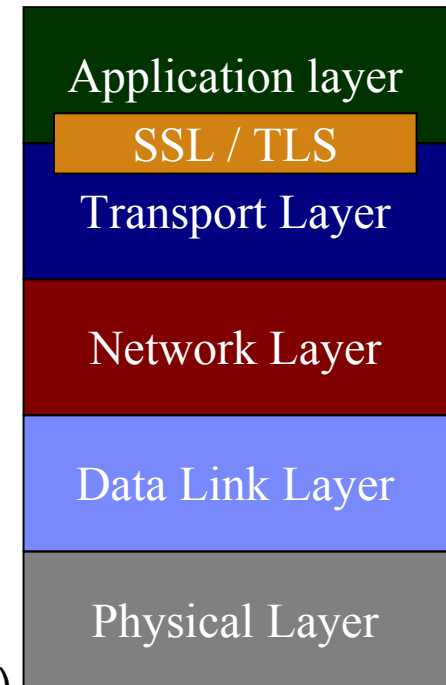 Application layer
SSL / TLS
Transport Layer
Network Layer
Data Link Layer
Physical Layer
)